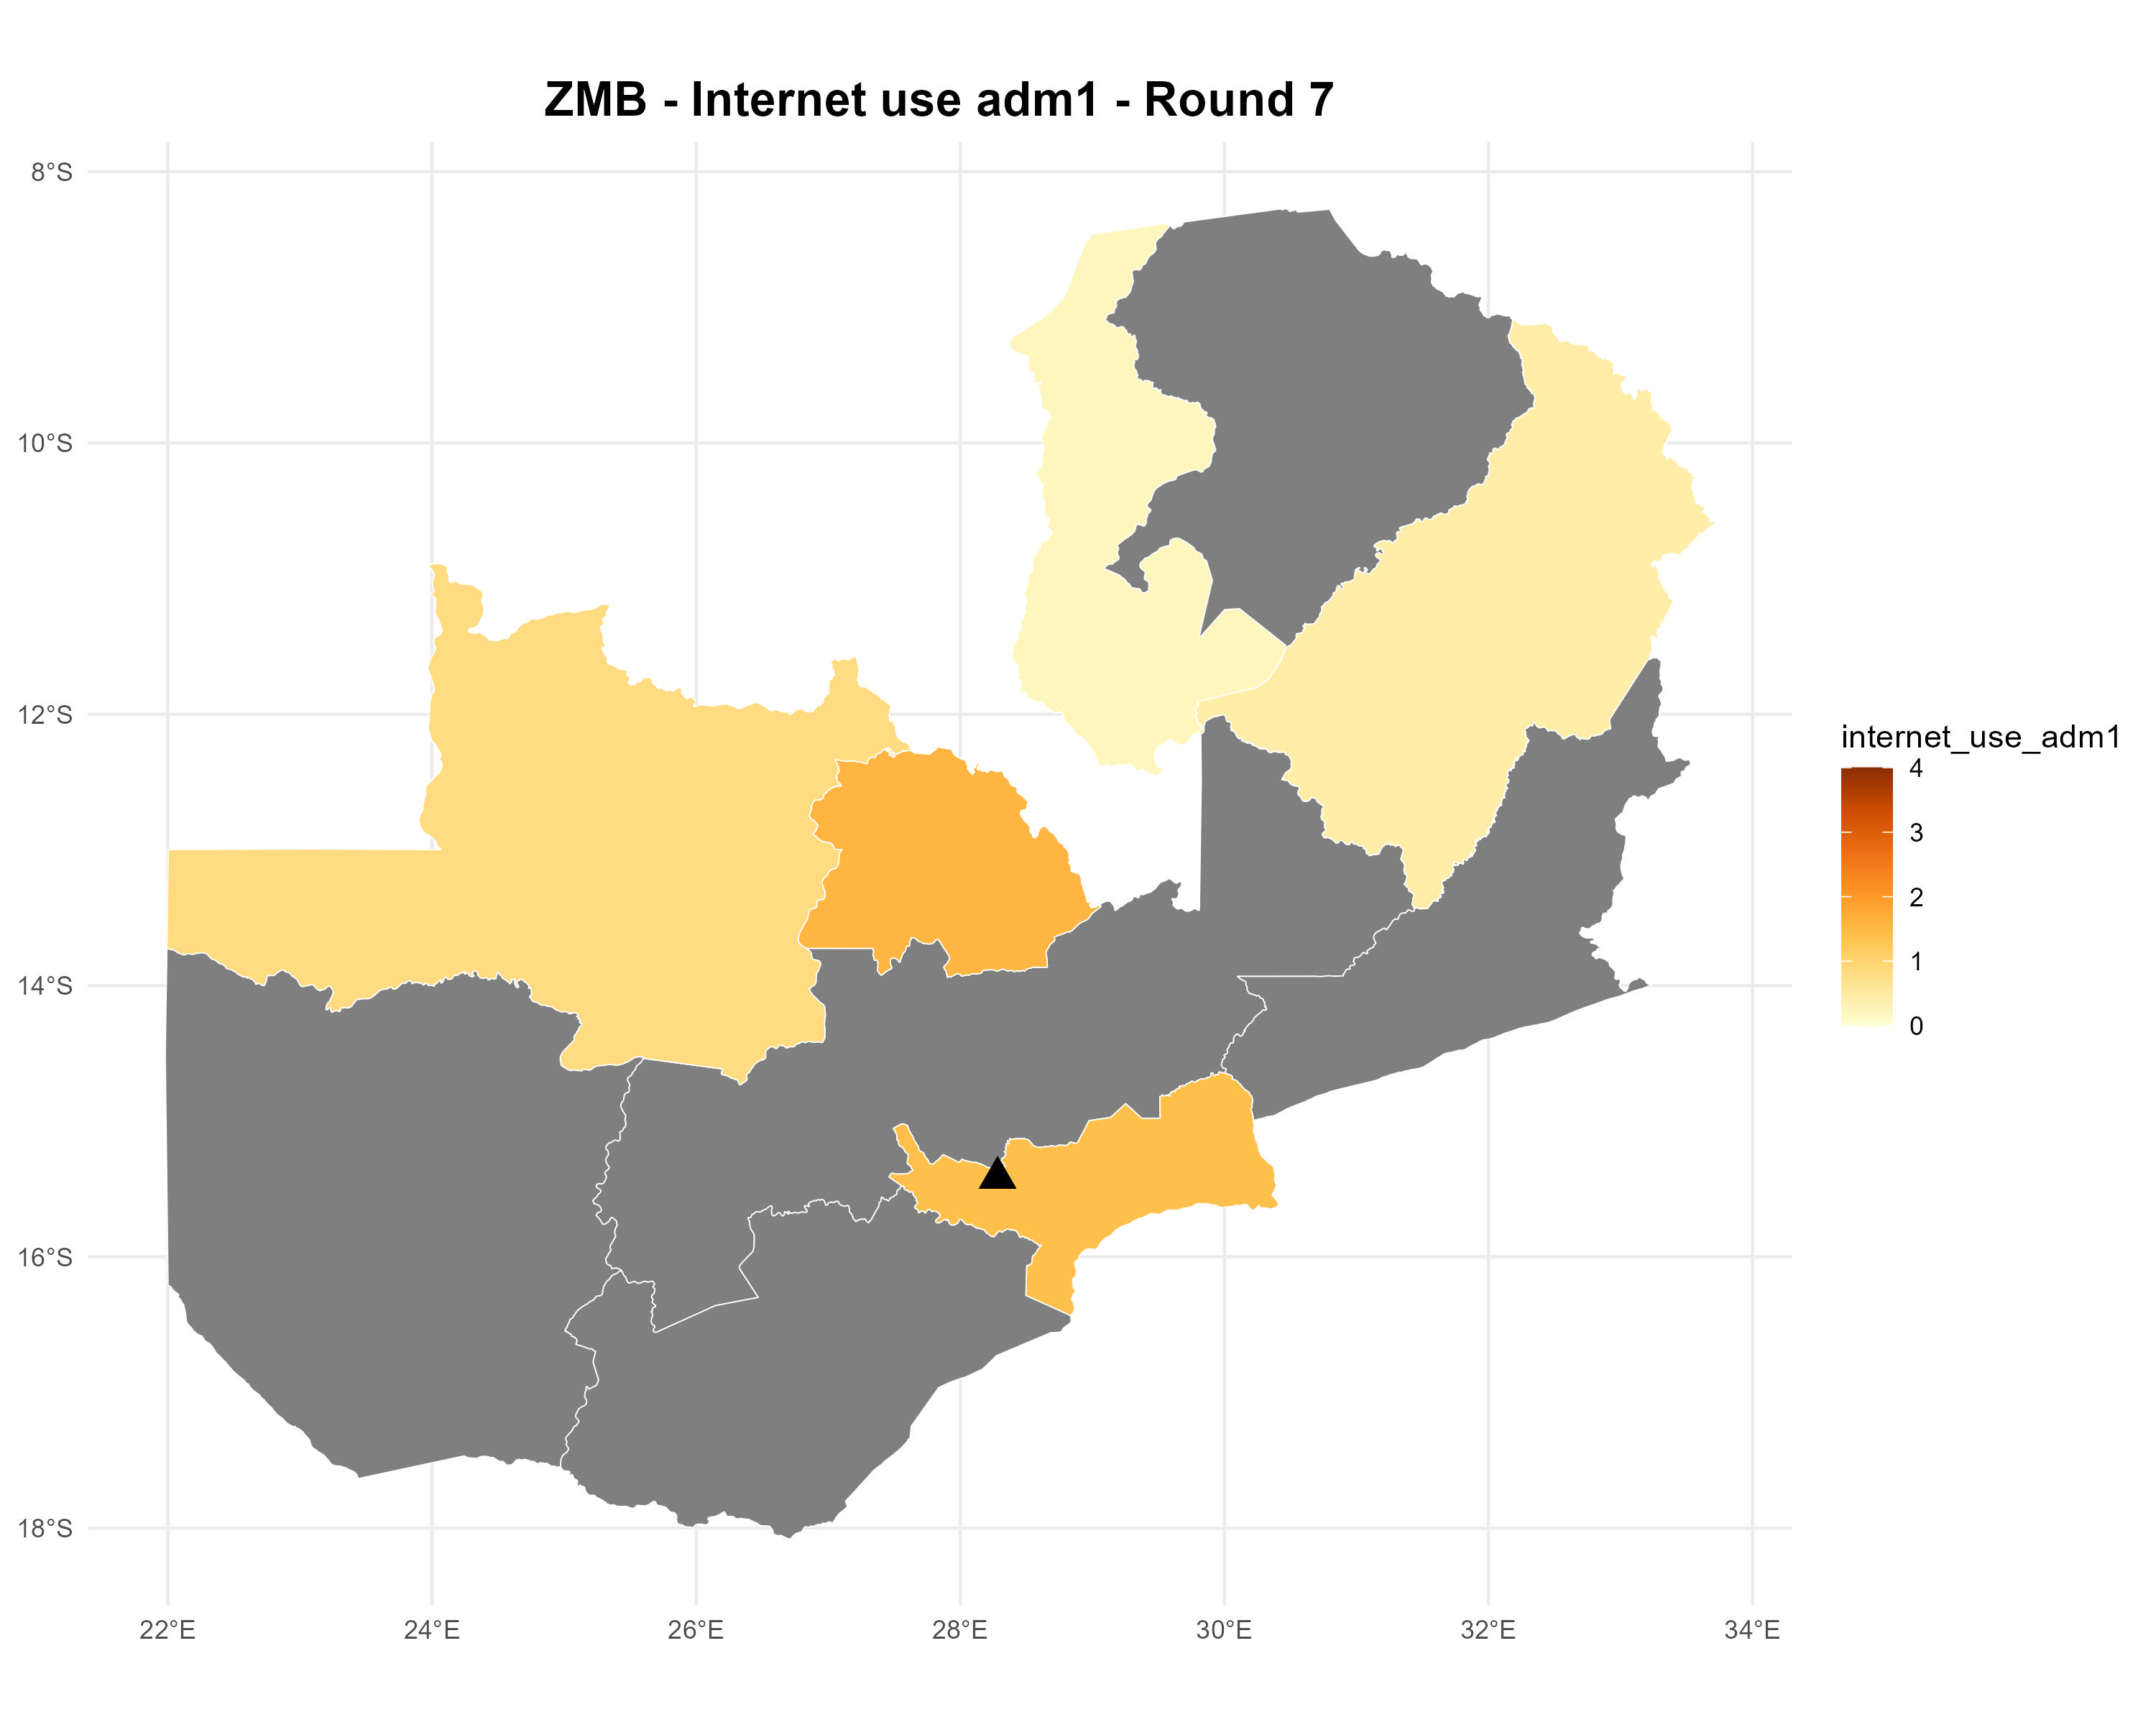 ZMB - Internet use adm1 - Round 7
8°S
10°S
12°S
14°S
16°S
18°S
22°E
24°E
26°E
28°E
30°E
32°E
34°E
internet_use_adm1
4
3
2
1
0